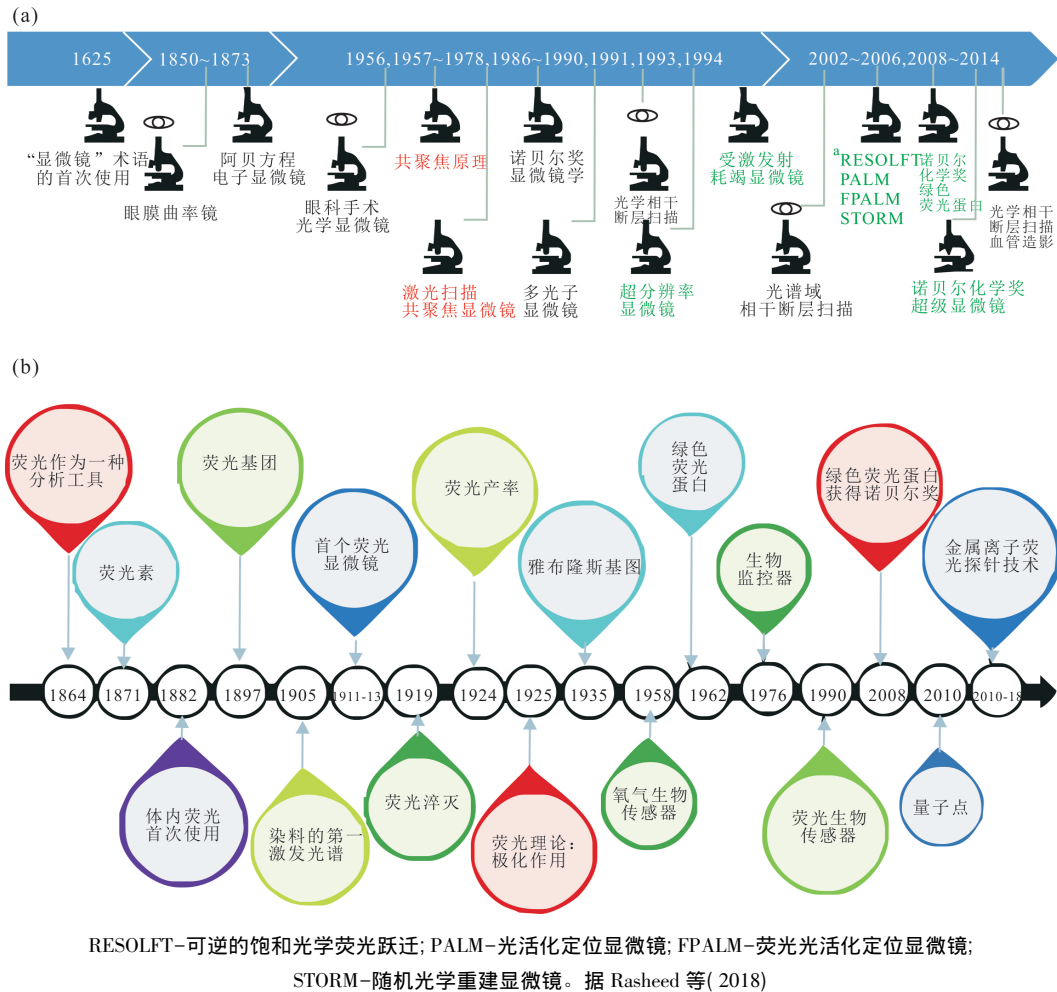 (a)
1625
1850~1873
1956,1957~1978,1986~1990,1991,1993,1994
2002~2006,2008~2014
“显微镜”术语
的首次使用
眼膜曲率镜
阿贝方程
电子显微镜
眼科手术
光学显微镜
共聚焦原理
激光扫描
共聚焦显微镜
诺贝尔奖
显微镜学
多光子
显微镜
光学相干
断层扫描
超分辨率
显微镜
受激发射
耗竭显微镜
光谱域
相干断层扫描
aRESOLFT
PALM
FPALM
STORM
诺贝尔
化学奖
绿色
荧光蛋白
诺贝尔化学奖
超级显微镜
光学相干
断层扫描
血管造影
(b)
荧光作为一种
分析工具
荧光素
荧光基团
首个荧光
显微镜
荧光产率
雅布隆斯基图
绿色
荧光
蛋白
生物
监控器
绿色荧光蛋白
获得诺贝尔奖
金属离子荧
光探针技术
1864
1871
1882
1897
1905
1911-13
1919
1924
1925
1935
1958
1962
1976
1990
2008
2010
2010-18
体内荧光
首次使用
染料的第一
激发光谱
荧光淬灭
荧光理论:
极化作用
氧气生物
传感器
荧光生物
传感器
量子点
RESOLFT-可逆的饱和光学荧光跃迁; PALM-光活化定位显微镜; FPALM-荧光光活化定位显微镜;
STORM-随机光学重建显微镜。据 Rasheed 等( 2018)